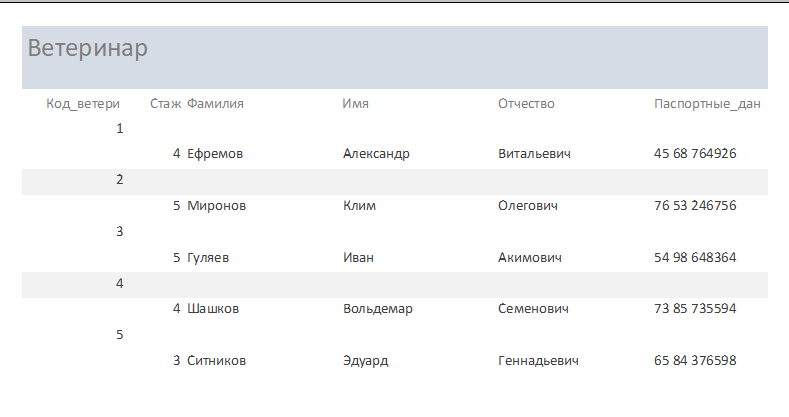 Ветеринар
Код_ветери Стаж Фамилия Имя Отчество Паспортные_дан
1
4 Ефремов Александр Витальевич 45 68 764926
2
5 Миронов Клим Олегович 76 53 246756
3
5 Гуляев Иван Акимович 54 98 648364
4
4 Шашков Вольдемар Семенович 73 85 735594
5
3 Ситников Эдуард Геннадьевич 65 84 376598